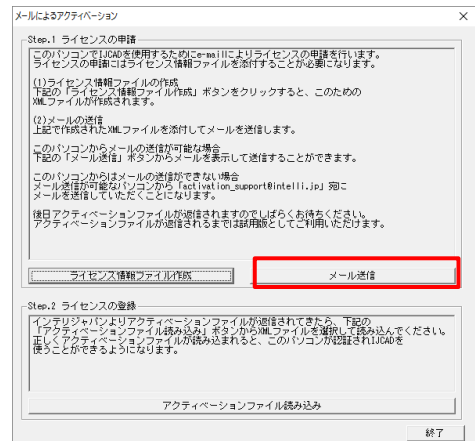 メールによるアクティベーション
Step.1 ライセンスの申請
このパソコンでIJCADを使用するためにe-mailによりライセンスの申請を行います。
ライセンスの申請にはライセンス情報ファイルを添付することが必要になります。
(1)ライセンス情報ファイルの作成
下記の「ライセンス情報ファイル作成」ボタンをクリックすると、このための
XMLファイルが作成されます。
(2)メールの送信
上記で作成されたXMLファイルを添付してメールを送信します。
このパソコンからメールの送信が可能な場合
下記の「メール送信」ボタンからメールを表示して送信することができます。
このパソコンからはメールの送信ができない場合
メール送信が可能なパソコンから「activation_support@intelli.jp」宛に
メールを送信していただくことになります。
後日アクティベーションファイルが返信されますのでしばらくお待ちください。
アクティベーションファイルが返信されるまでは試用版としてご利用いただけます。
ライセンス情報ファイル作成
メール送信
Step.2 ライセンスの登録
インテリジャパンよりアクティベーションファイルが返信されてきたら、下記の
「アクティベーションファイル読み込み」ボタンからXMLファイルを選択して読み込んでください。
正しくアクティベーションファイルが読み込まれると、このパソコンが認証されIJCADを
使うことができるようになります。
アクティベーションファイル読み込み
終了